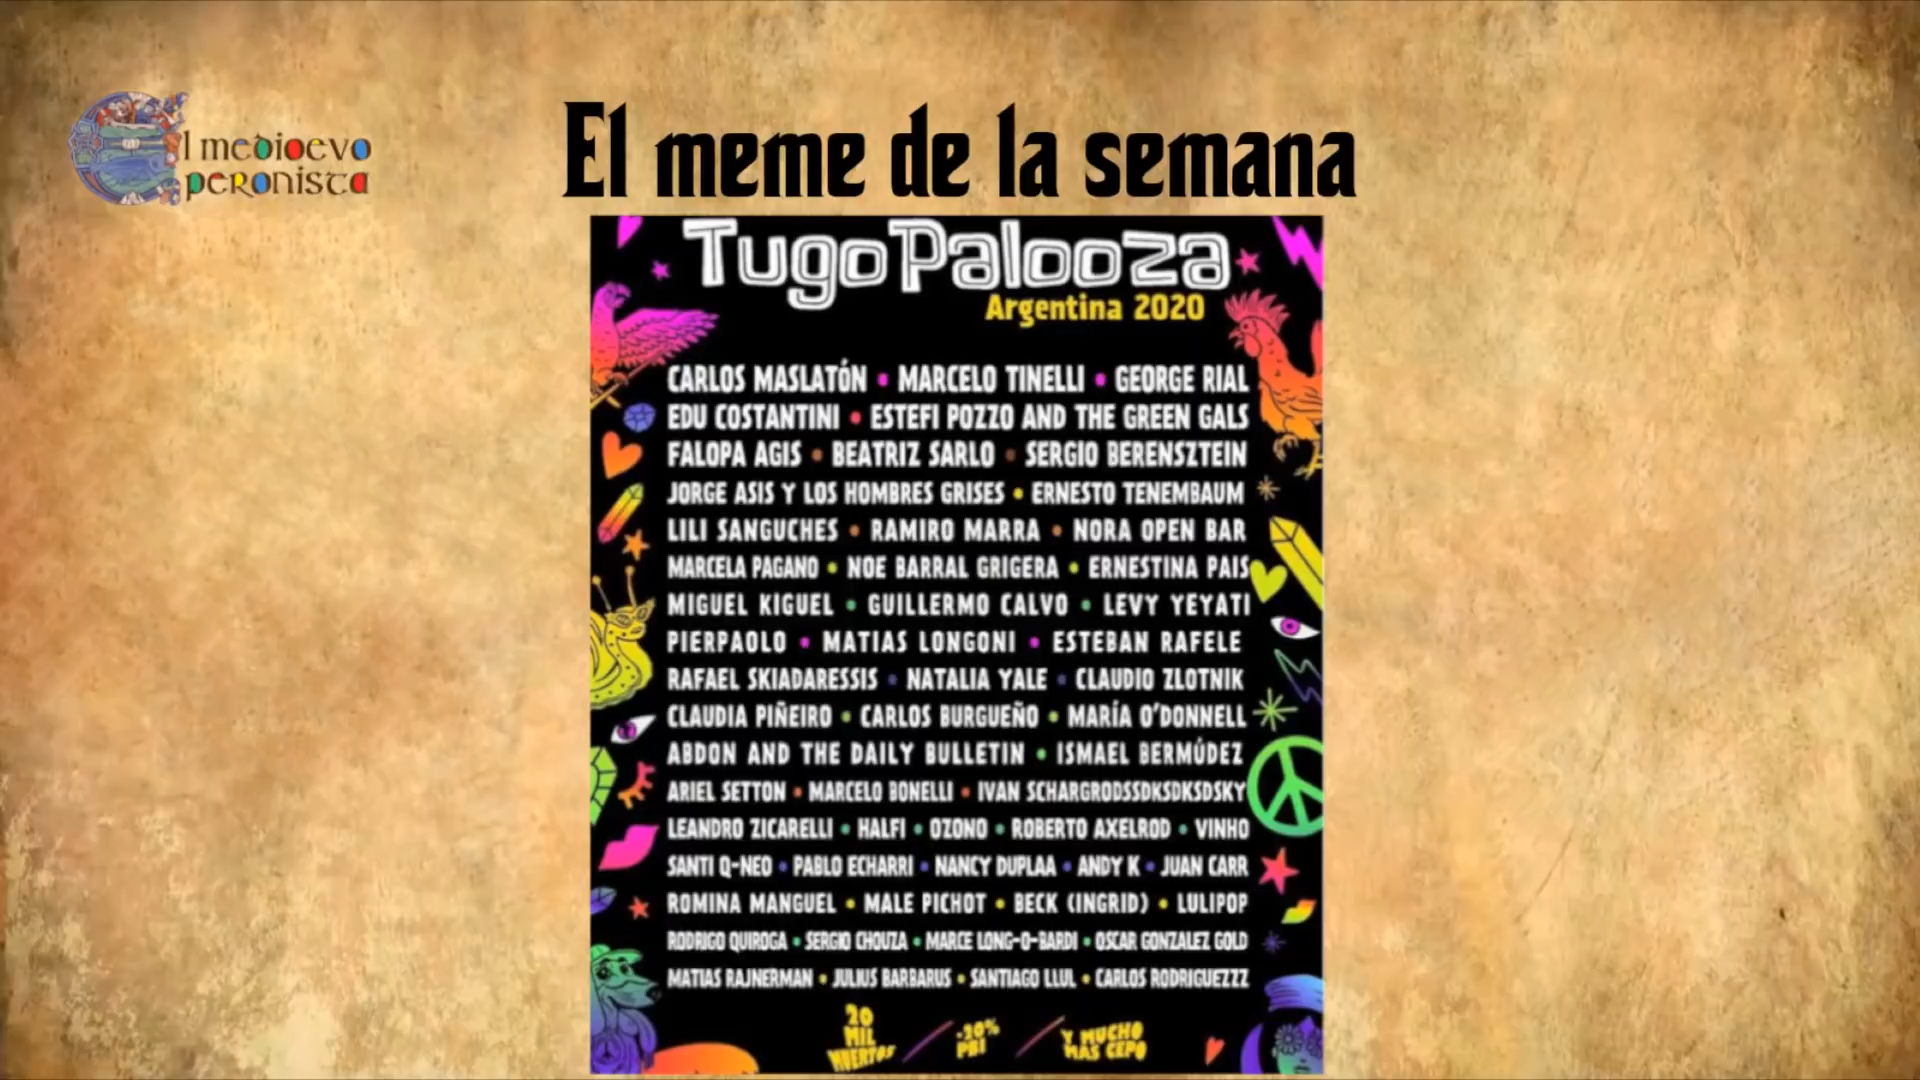 El medioevo
peronista
El meme de la semana
TugoPalooza
Argentina 2020
CARLOS MASLATÓN • MARCELO TINELLI • GEORGE RIAL
EDU COSTANTINI • ESTEFI POZZO AND THE GREEN GALS
FALOPA AGIS • BEATRIZ SARLO • SERGIO BERENSZTEIN
JORGE ASIS Y LOS HOMBRES GRISES • ERNESTO TENEMBAUM
LILI SANGUCHES • RAMIRO MARRA • NORA OPEN BAR
MARCELA PAGANO • NOE BARRAL GRIGERA • ERNESTINA PAIS
MIGUEL KIGUEL • GUILLERMO CALVO • LEVY YEYATI
PIERPAOLO • MATIAS LONGONI • ESTEBAN RAFELE
RAFAEL SKIADARESSIS • NATALIA YALE • CLAUDIO ZLOTNIK
CLAUDIA PIÑEIRO • CARLOS BURGUEÑO • MARÍA O'DONNELL
ABDON AND THE DAILY BULLETIN • ISMAEL BERMÚDEZ
ARIEL SETTON • MARCELO BONELLI • IVAN SCHARGRODSSDKSDKSDSKY
LEANDRO ZICARELLI • HALFI • OZONO • ROBERTO AXELROD • VINHO
SANTI Q-NEO • PABLO ECHARRI • NANCY DUPLAA • ANDY K • JUAN CARR
ROMINA MANGUEL • MALE PICHOT • BECK (INGRID) • LULIPOP
RODRIGO QUIROGA • SERGIO CHOUZA • MARCE LONG-O-BARDI • OSCAR GONZALEZ GOLD
MATIAS RAJNERMAN • JULIUS BARBARUS • SANTIAGO LLUL • CARLOS RODRIGUEZZZ
20
MIL
MUERTOS
-20%
PBI
Y MUCHO
MAS CEPO